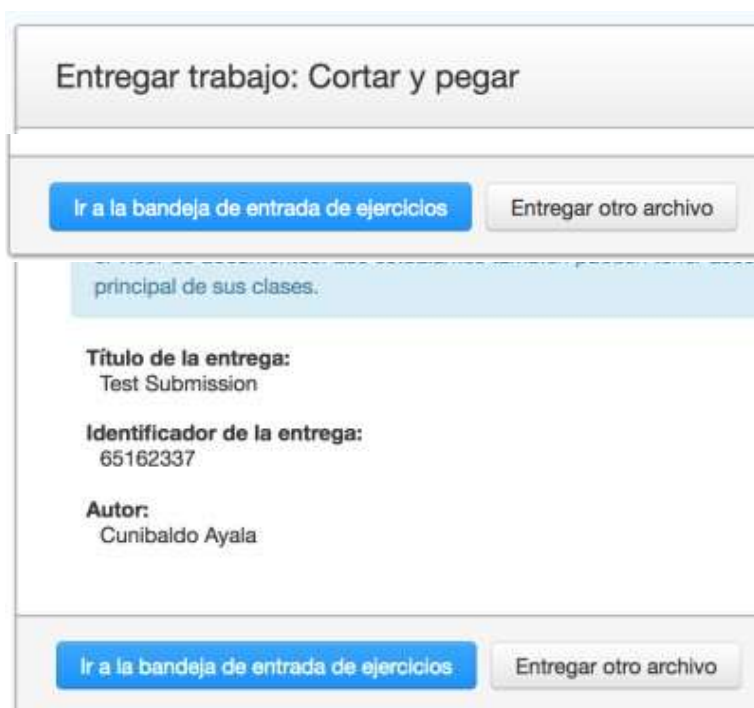 Entregar trabajo: Cortar y pegar
Ir a la bandeja de entrada de ejercicios
Entregar otro archivo
principal de sus clases.
Título de la entrega:
Test Submission
Identificador de la entrega:
65162337
Autor:
Cunibaldo Ayala
Ir a la bandeja de entrada de ejercicios
Entregar otro archivo